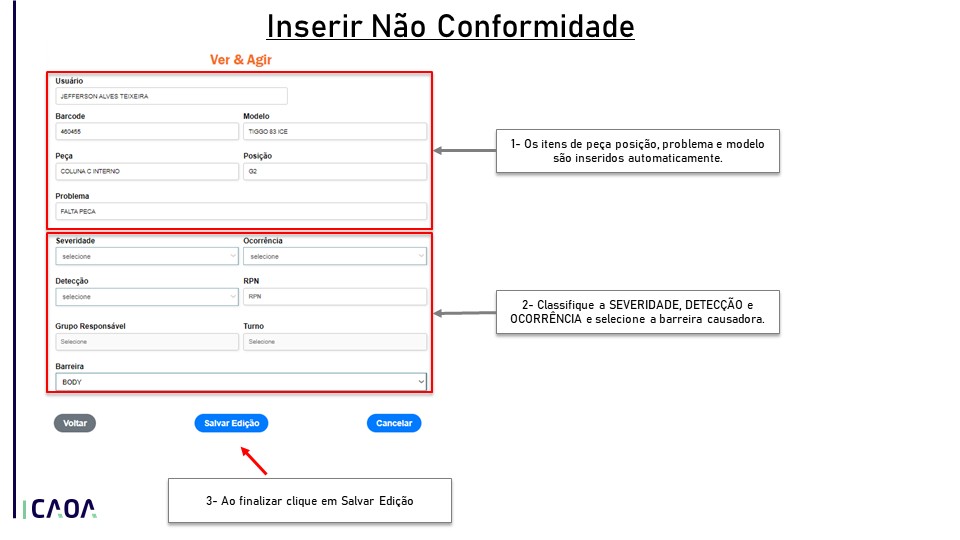 Inserir Não Conformidade
Ver & Agir
Usuário
JEFFERSON ALVES TEIXEIRA
Barcode
Modelo
460455
TIGGO 83 ICE
Peça
Posição
COLUNA C INTERNO
G2
Problema
FALTA PECA
1- Os itens de peça posição, problema e modelo
são inseridos automaticamente.
Severidade
Ocorrência
selecione
selecione
Detecção
RPN
selecione
RPN
Grupo Responsável
Turno
Selecione
Selecione
Barreira
BODY
2- Classifique a SEVERIDADE, DETECÇÃO e
OCORRÊNCIA e selecione a barreira causadora.
Voltar
Salvar Edição
Cancelar
3- Ao finalizar clique em Salvar Edição
CAOA